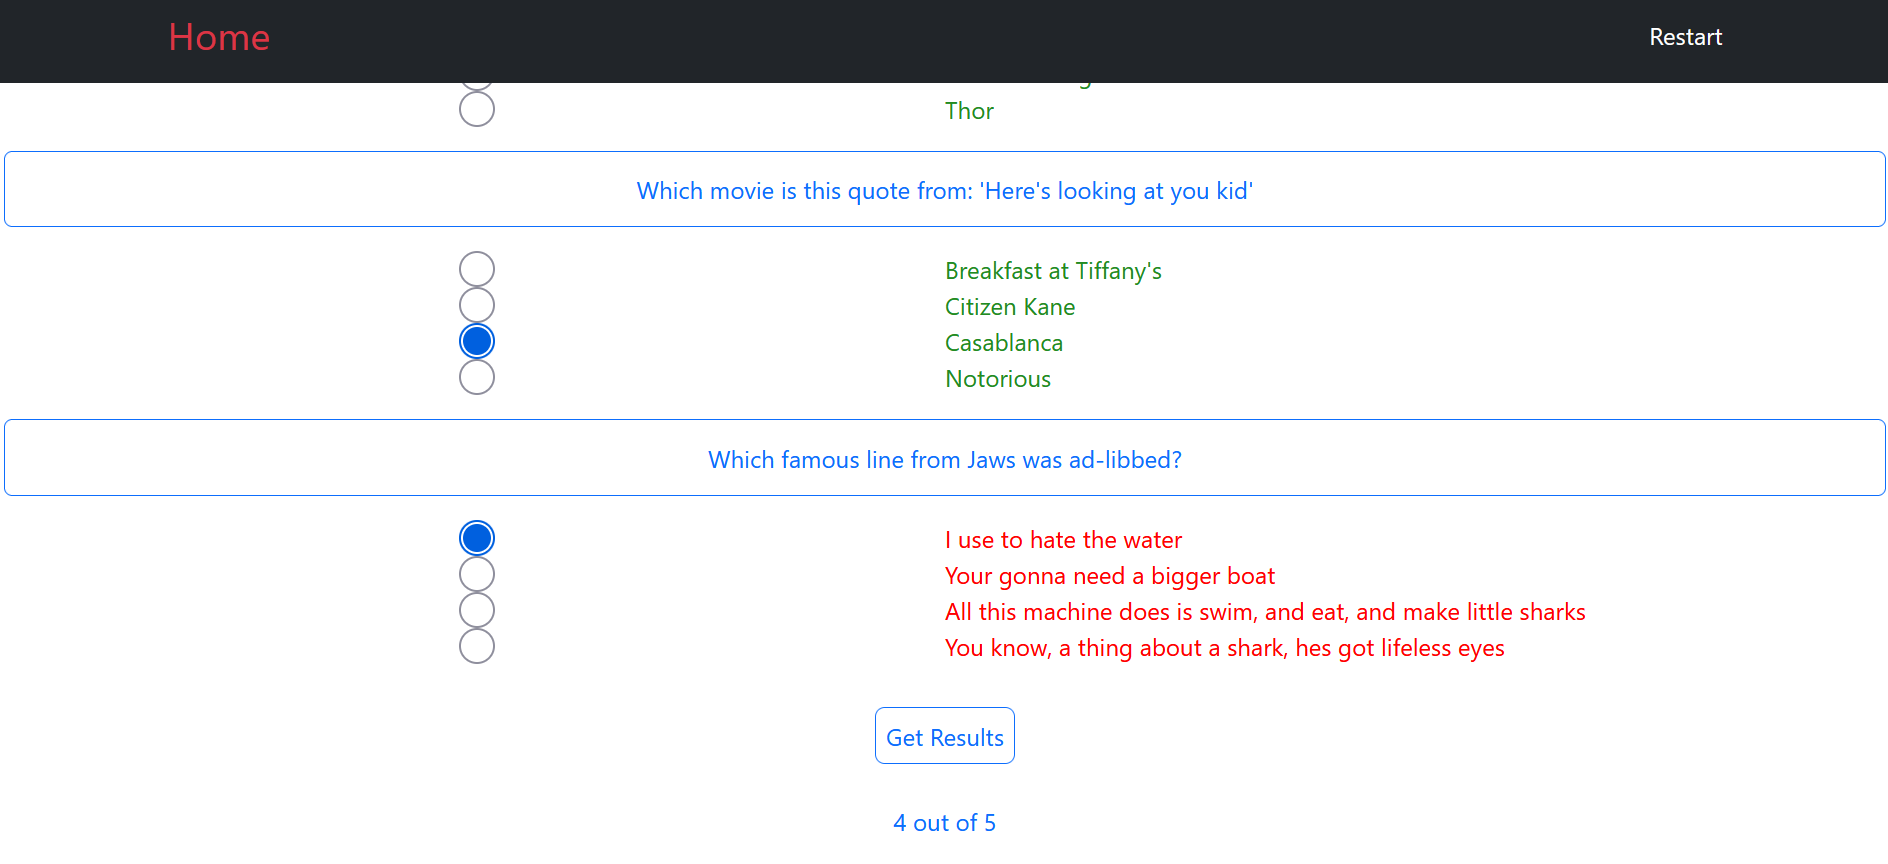 Home
Restart
Thor
Which movie is this quote from: 'Here's looking at you kid'
Breakfast at Tiffany's
Citizen Kane
Casablanca
Notorious
Which famous line from Jaws was ad-libbed?
I use to hate the water
Your gonna need a bigger boat
All this machine does is swim, and eat, and make little sharks
You know, a thing about a shark, hes got lifeless eyes
Get Results
4 out of 5